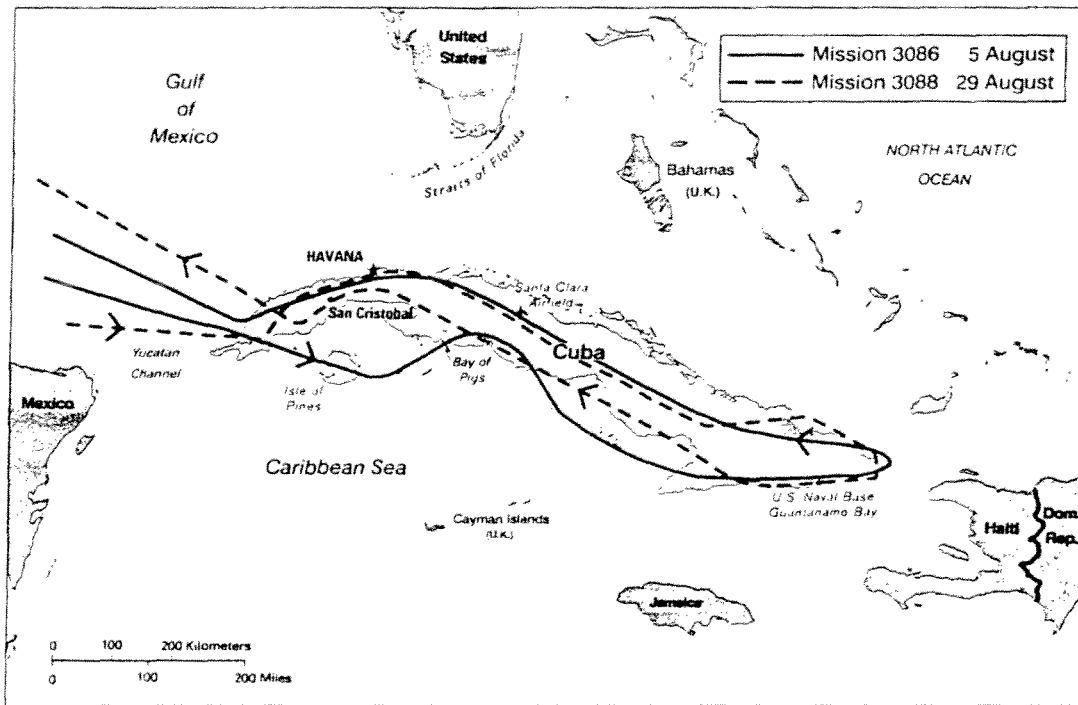 United
States
Mission 3086 5 August
Mission 3088 29 August
Gulf
of
Mexico
NORTH ATLANTIC
OCEAN
Bahamas
(U.K.)
Straits of Florida
HAVANA
Santa Clara
Airfield
San Cristobal
Cuba
Yucatan
Channel
Bay of
Pigs
Isle of
Pines
Mexico
Caribbean Sea
U.S. Naval Base
Guantanamo Bay
Cayman Islands
(U.K.)
Haiti
Dom.
Rep.
Jamaica
0 100 200 Kilometers
0 100 200 Miles